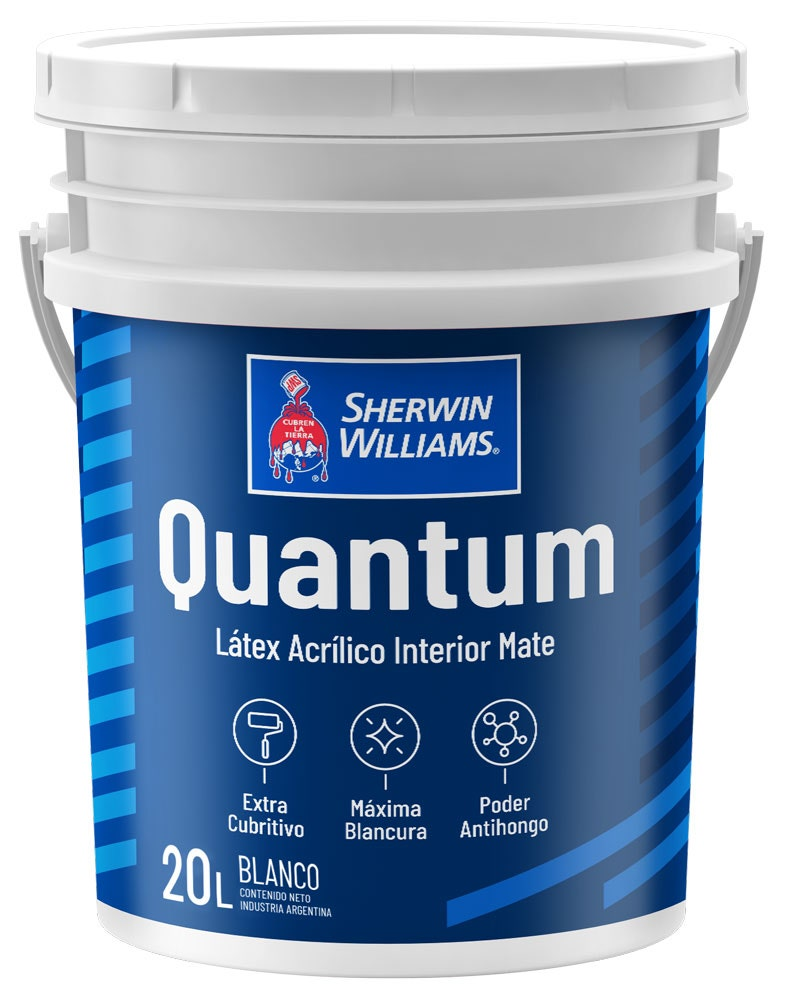 SWP
CUBREN
LA
TIERRA
®
SHERWIN
WILLIAMS®
Quantum
Látex Acrílico Interior Mate
Extra
Cubritivo
Máxima
Blancura
Poder
Antihongo
20L
BLANCO
CONTENIDO NETO
INDUSTRIA ARGENTINA